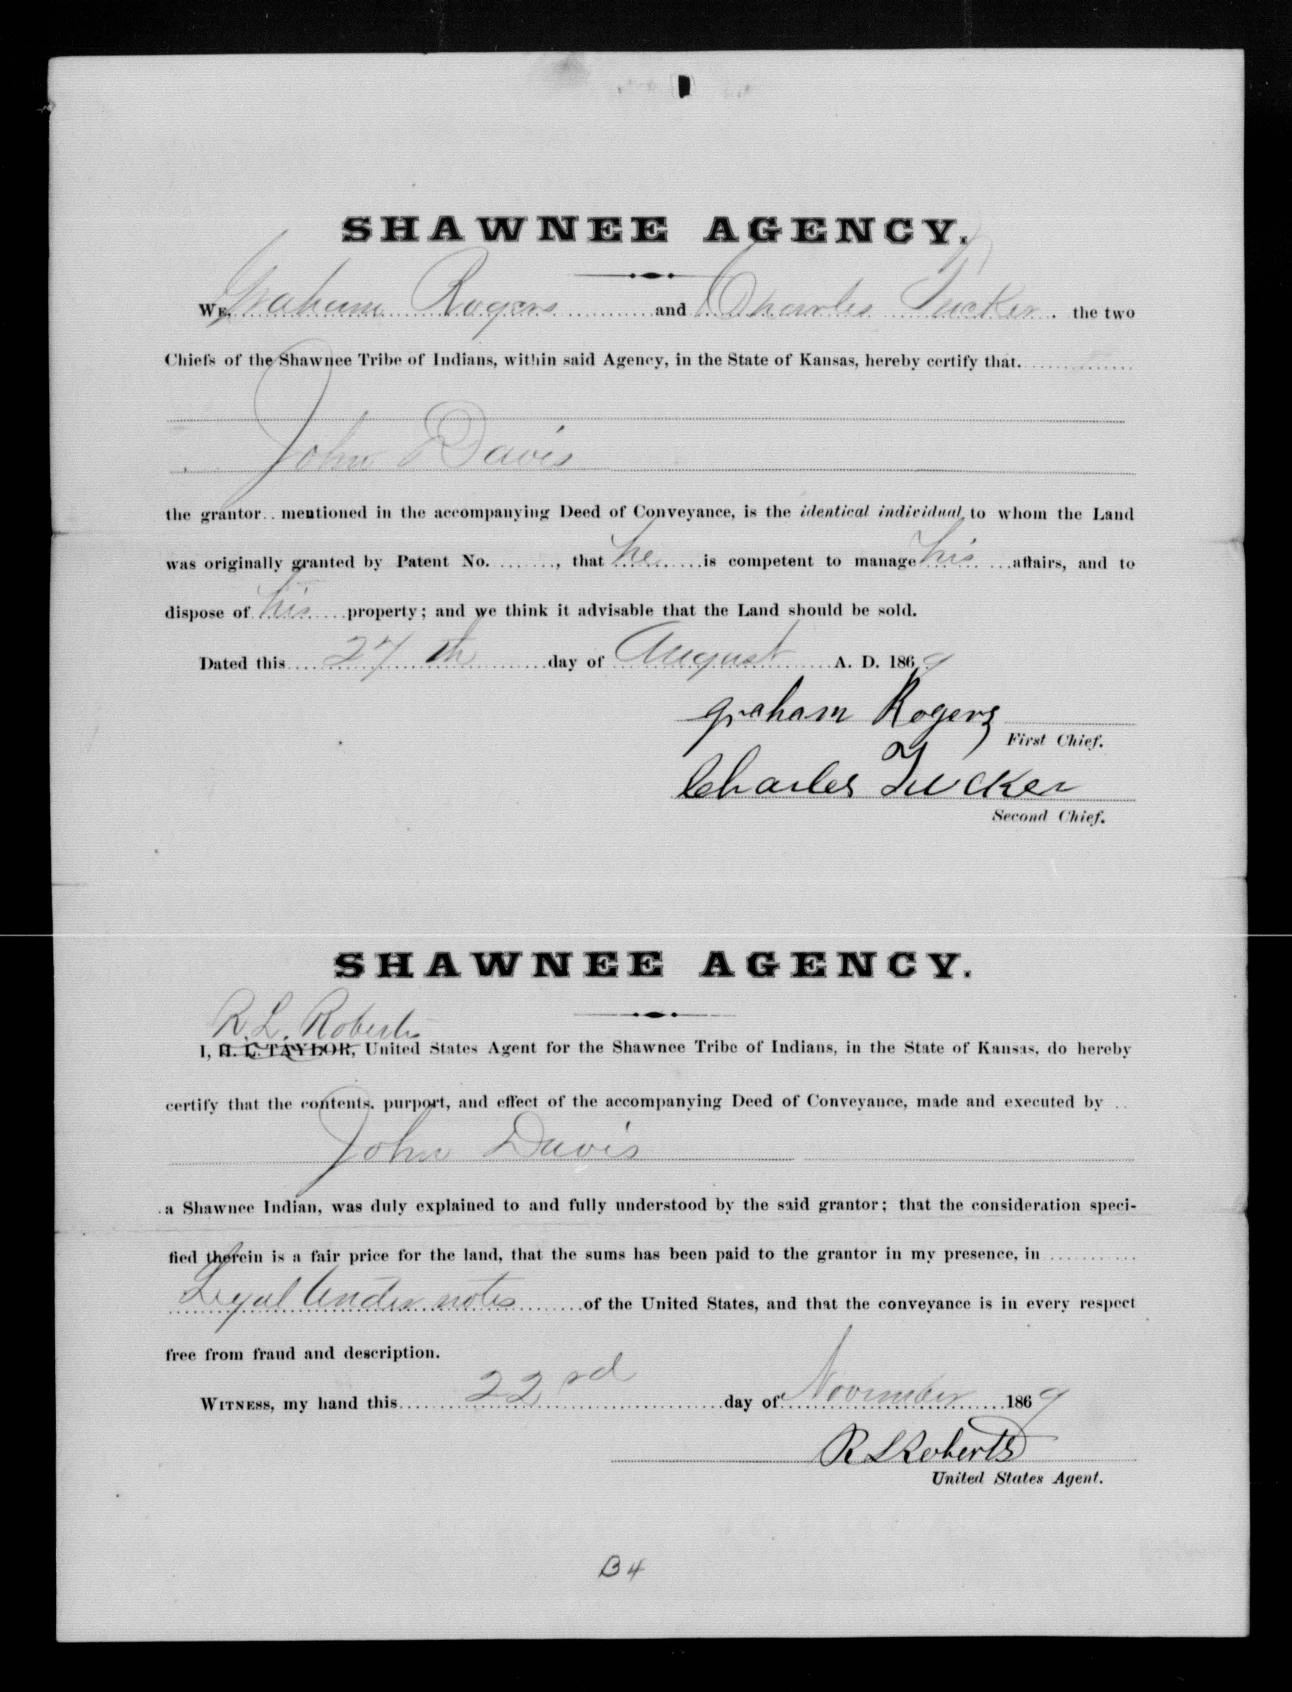 SHAWNEE AGENCY.
We, Graham Rogers and Charles Tucker. the two
Chiefs of the Shawnee Tribe of Indians, within said Agency, in the State of Kansas, hereby certify that
John Davis
the grantor mentioned in the accompanying Deed of Conveyance, is the identical individual, to whom the Land
was originally granted by Patent No. , that he is competent to manage his affairs, and to
dispose of his property; and we think it advisable that the Land should be sold.
Dated this 27th day of August A. D. 1869
Graham Rogers
First Chief.
Charles Tucker
Second Chief.
SHAWNEE AGENCY.
R. L. Roberts
I, H. L. TAYLOR, United States Agent for the Shawnee Tribe of Indians, in the State of Kansas, do hereby
certify that the contents, purport, and effect of the accompanying Deed of Conveyance, made and executed by
John Davis
a Shawnee Indian, was duly explained to and fully understood by the said grantor; that the consideration speci-
fied therein is a fair price for the land, that the sums has been paid to the grantor in my presence, in
Legal tender notes of the United States, and that the conveyance is in every respect
free from fraud and description.
Witness, my hand this 22rd day of November 1869
R L Roberts
United States Agent.
B4